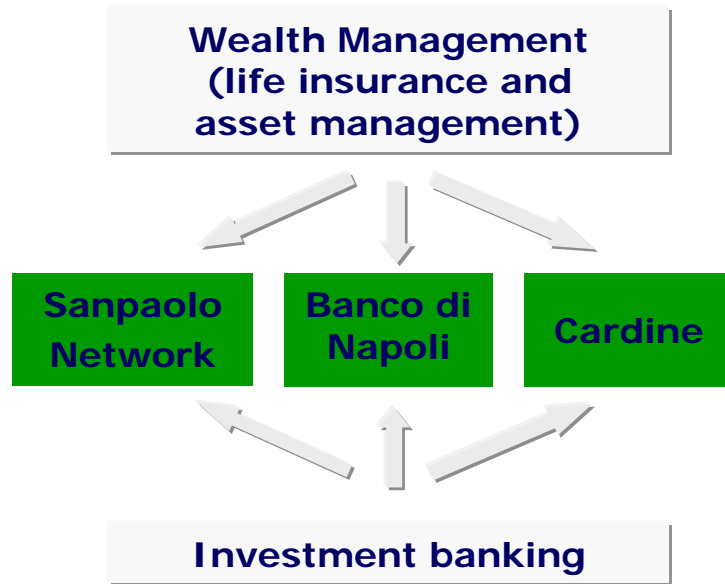 Wealth Management
(life insurance and
asset management)
Sanpaolo
Network
Banco di
Napoli
Cardine
Investment banking